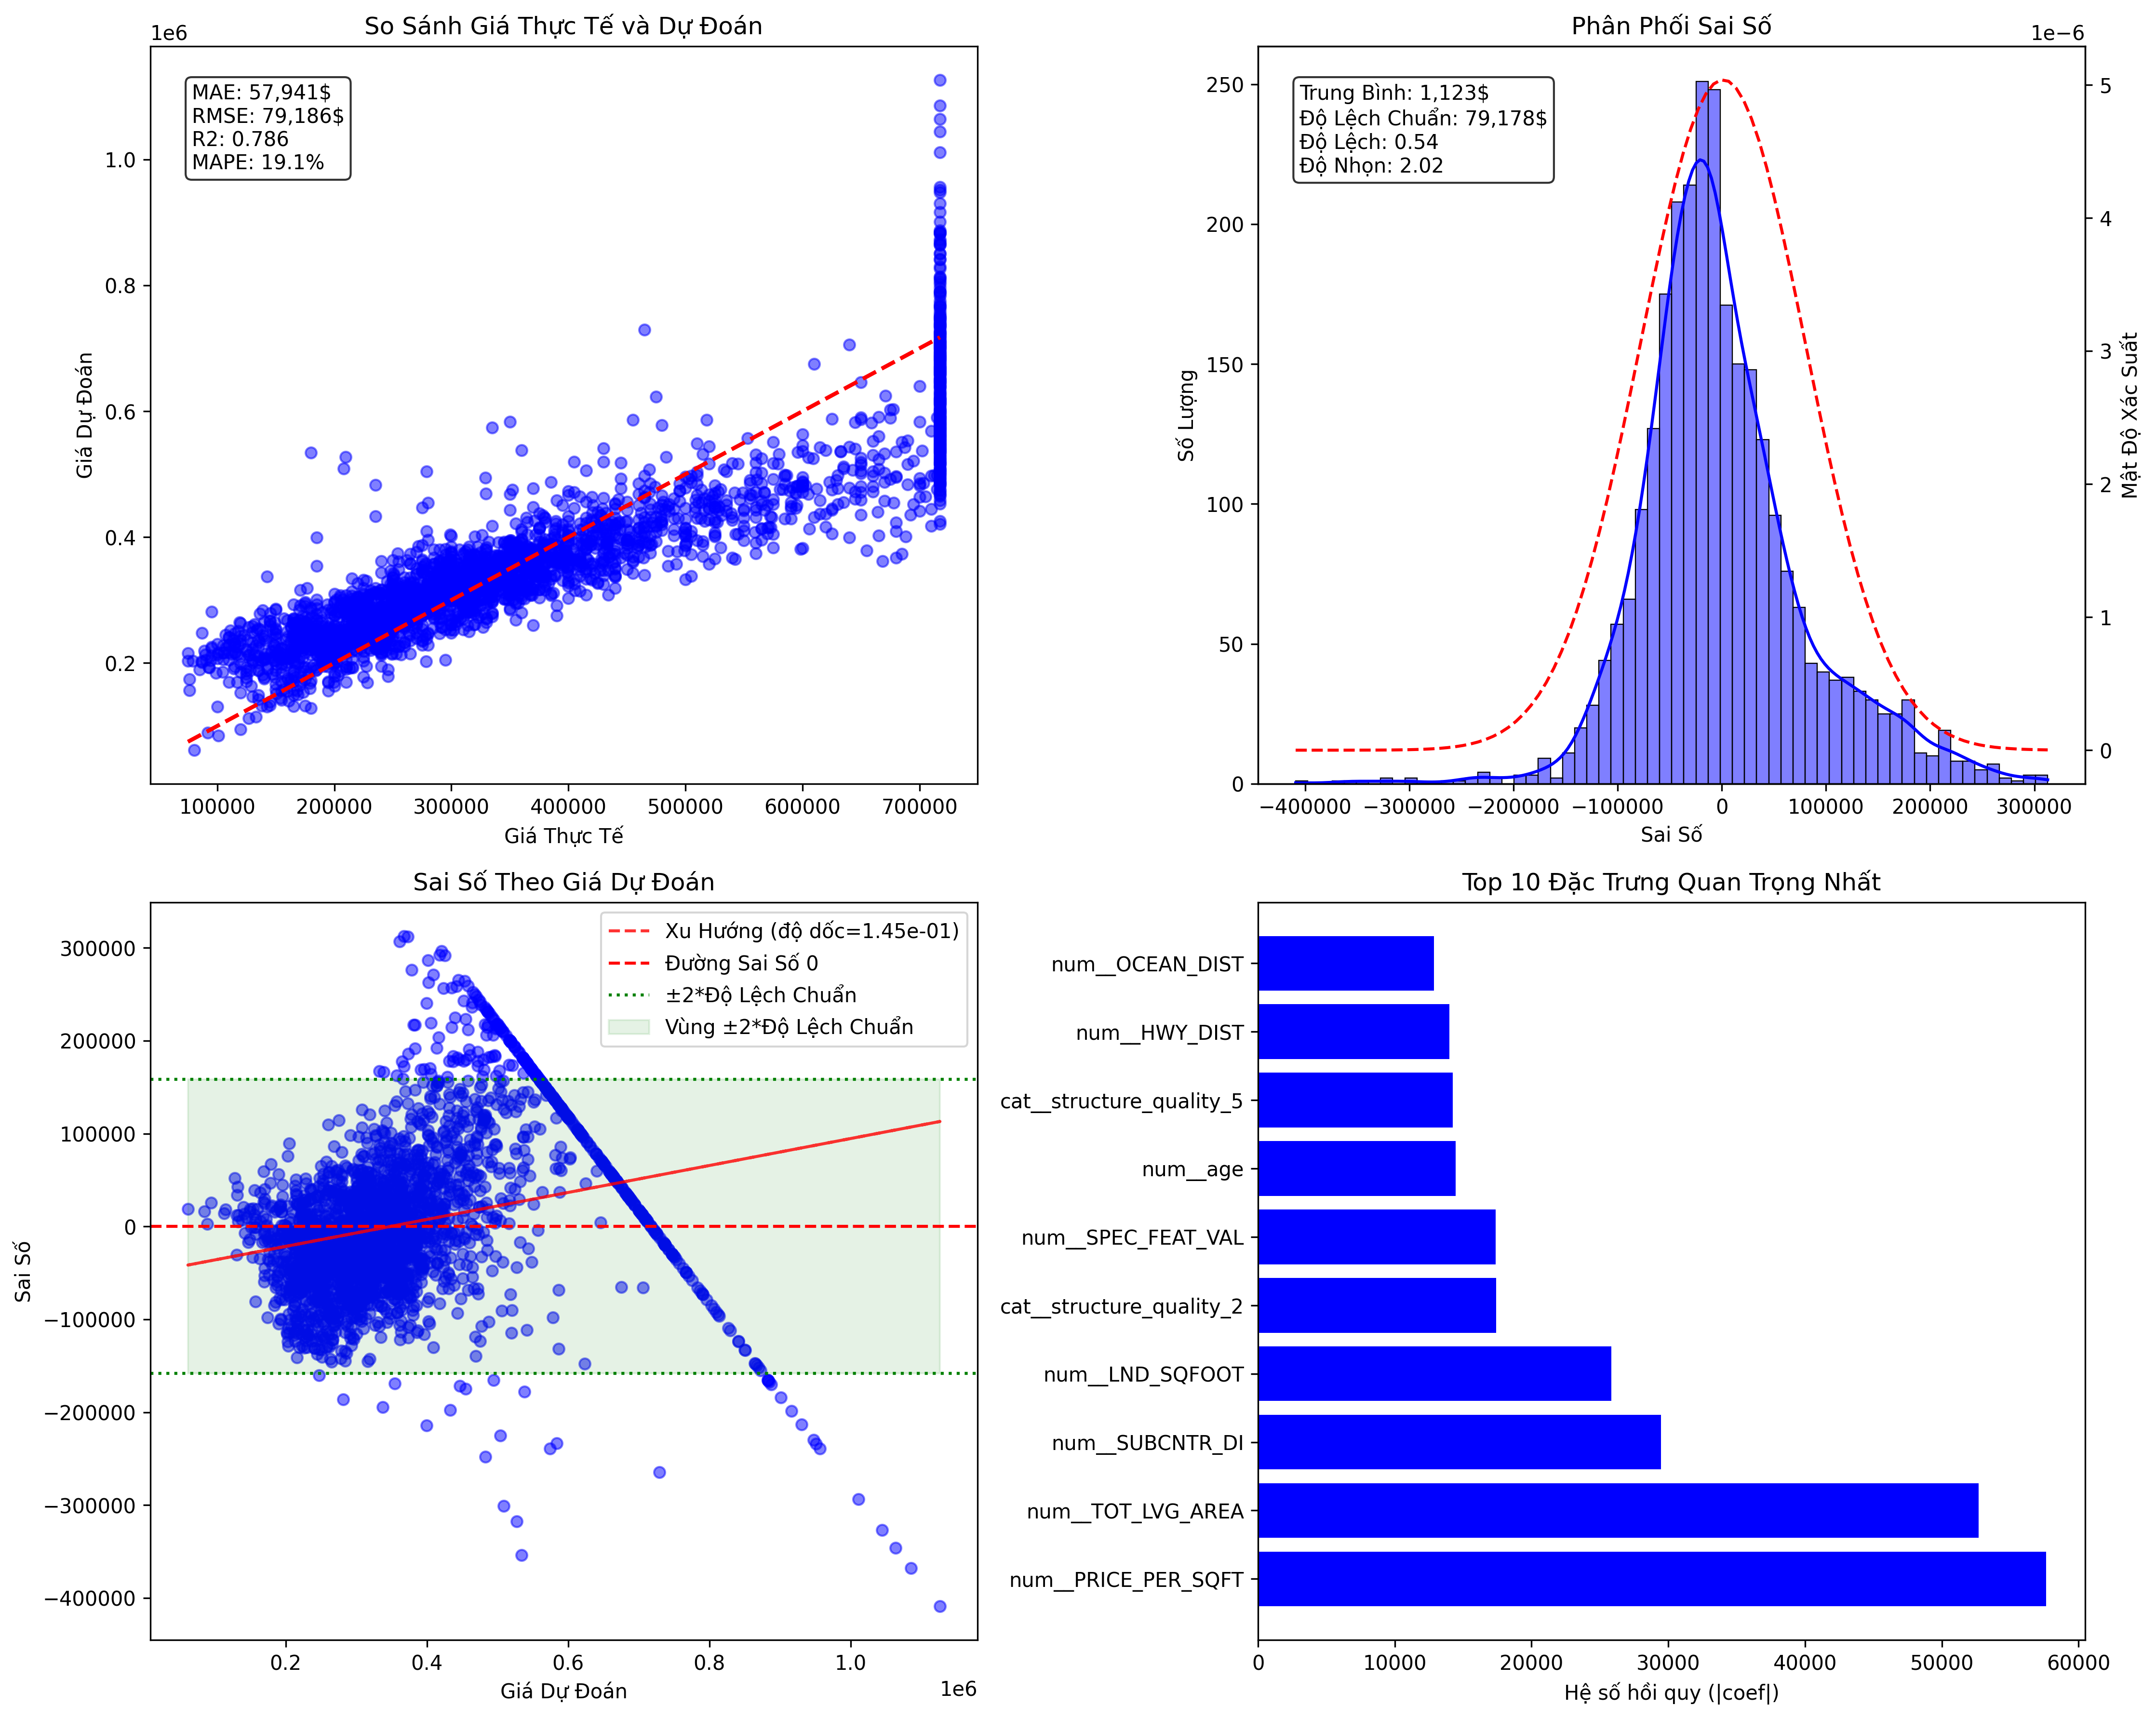 So Sánh Giá Thực Tế và Dự Đoán
1e6
MAE: 57,941$
RMSE: 79,186$
R2: 0.786
MAPE: 19.1%
1.0
0.8
0.6
0.4
0.2
Giá Dự Đoán
100000 200000 300000 400000 500000 600000 700000
Giá Thực Tế
Phân Phối Sai Số
1e−6
Trung Bình: 1,123$
Độ Lệch Chuẩn: 79,178$
Độ Lệch: 0.54
Độ Nhọn: 2.02
250
200
150
100
50
0
Số Lượng
5
4
3
2
1
0
Mật Độ Xác Suất
−400000 −300000 −200000 −100000 0 100000 200000 300000
Sai Số
Sai Số Theo Giá Dự Đoán
Xu Hướng (độ dốc=1.45e-01)
Đường Sai Số 0
±2*Độ Lệch Chuẩn
Vùng ±2*Độ Lệch Chuẩn
300000
200000
100000
0
−100000
−200000
−300000
−400000
Sai Số
0.2 0.4 0.6 0.8 1.0
1e6
Giá Dự Đoán
Top 10 Đặc Trưng Quan Trọng Nhất
num__OCEAN_DIST
num__HWY_DIST
cat__structure_quality_5
num__age
num__SPEC_FEAT_VAL
cat__structure_quality_2
num__LND_SQFOOT
num__SUBCNTR_DI
num__TOT_LVG_AREA
num__PRICE_PER_SQFT
0 10000 20000 30000 40000 50000 60000
Hệ số hồi quy (|coef|)